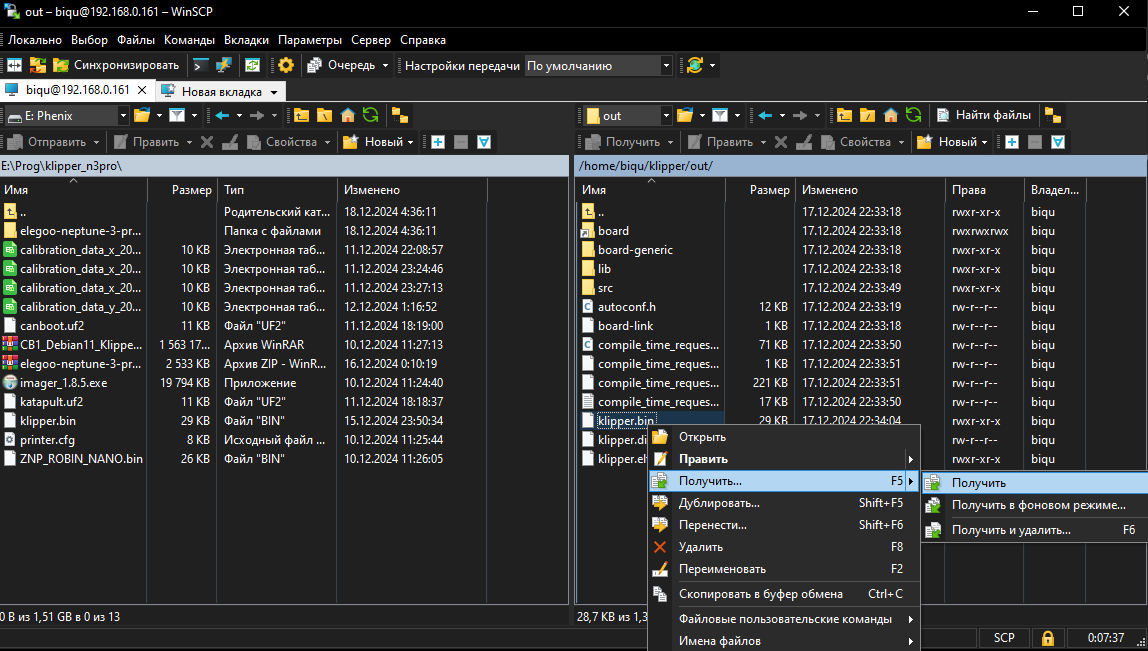 out – biqu@192.168.0.161 – WinSCP
Локально Выбор Файлы Команды Вкладки Параметры Сервер Справка
Синхронизировать Очередь Настройки передачи По умолчанию
biqu@192.168.0.161 Новая вкладка
E: Phenix
out Найти файлы
Отправить Править Свойства Новый
Получить Править Свойства Новый
E:\Prog\klipper_n3pro\
/home/biqu/klipper/out/
Имя Размер Тип Изменено
.. Родительский кат... 18.12.2024 4:36:11
elegoo-neptune-3-pr... Папка с файлами 18.12.2024 4:36:11
calibration_data_x_20... 10 KB Электронная таб... 11.12.2024 22:08:57
calibration_data_x_20... 10 KB Электронная таб... 11.12.2024 23:24:46
calibration_data_x_20... 10 KB Электронная таб... 11.12.2024 23:27:13
calibration_data_y_20... 10 KB Электронная таб... 12.12.2024 1:16:52
canboot.uf2 11 KB Файл "UF2" 11.12.2024 18:19:00
CB1_Debian11_Klippe... 1 563 17... Архив WinRAR 10.12.2024 11:27:13
elegoo-neptune-3-pr... 2 533 KB Архив ZIP - WinR... 16.12.2024 0:10:19
imager_1.8.5.exe 19 794 KB Приложение 10.12.2024 11:24:40
katapult.uf2 11 KB Файл "UF2" 11.12.2024 18:18:37
klipper.bin 29 KB Файл "BIN" 15.12.2024 23:50:34
printer.cfg 8 KB Исходный файл ... 10.12.2024 11:25:44
ZNP_ROBIN_NANO.bin 26 KB Файл "BIN" 10.12.2024 11:26:05
0 B из 1,51 GB в 0 из 13
Имя Размер Изменено Права Владел...
.. 17.12.2024 22:33:18 rwxr-xr-x biqu
board 17.12.2024 22:33:18 rwxrwxrwx biqu
board-generic 17.12.2024 22:33:18 rwxr-xr-x biqu
lib 17.12.2024 22:33:18 rwxr-xr-x biqu
src 17.12.2024 22:33:49 rwxr-xr-x biqu
autoconf.h 12 KB 17.12.2024 22:33:19 rw-r--r-- biqu
board-link 1 KB 17.12.2024 22:33:18 rw-r--r-- biqu
compile_time_reques... 71 KB 17.12.2024 22:33:50 rw-r--r-- biqu
compile_time_reques... 1 KB 17.12.2024 22:33:51 rw-r--r-- biqu
compile_time_reques... 221 KB 17.12.2024 22:33:51 rw-r--r-- biqu
compile_time_reques... 17 KB 17.12.2024 22:33:50 rw-r--r-- biqu
klipper.bin 29 KB 17.12.2024 22:34:04 rwxr-xr-x biqu
klipper.di rw-r--r-- biqu
klipper.el rwxr-xr-x biqu
28,7 KB из 1,3
Открыть
Править
Получить... F5
Дублировать... Shift+F5
Перенести... Shift+F6
Удалить F8
Переименовать F2
Скопировать в буфер обмена Ctrl+C
Файловые пользовательские команды
Имена файлов
Получить
Получить в фоновом режиме...
Получить и удалить... F6
SCP 0:07:37